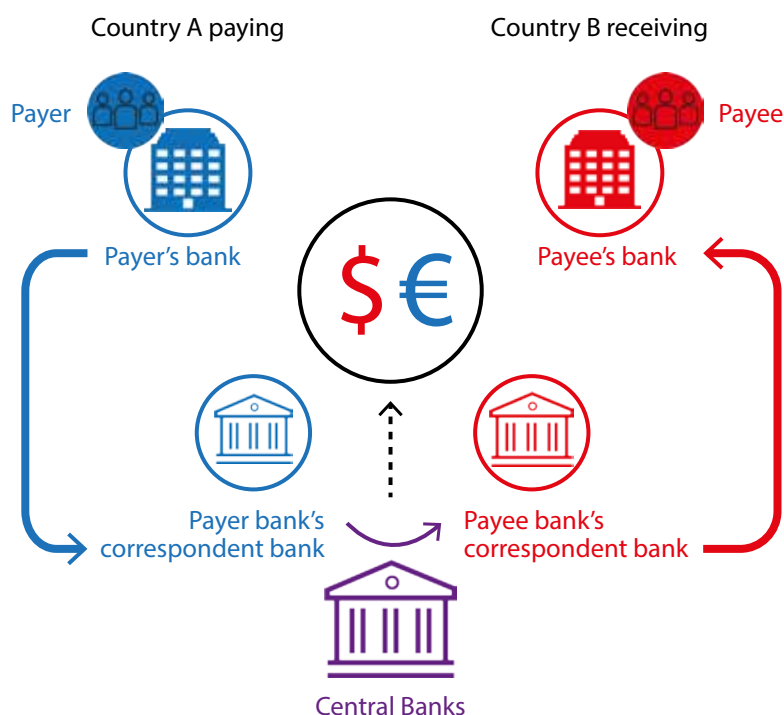 Country A paying
Country B receiving
Payer
Payee
Payer's bank
Payee's bank
$ €
Payer bank's
correspondent bank
Payee bank's
correspondent bank
Central Banks